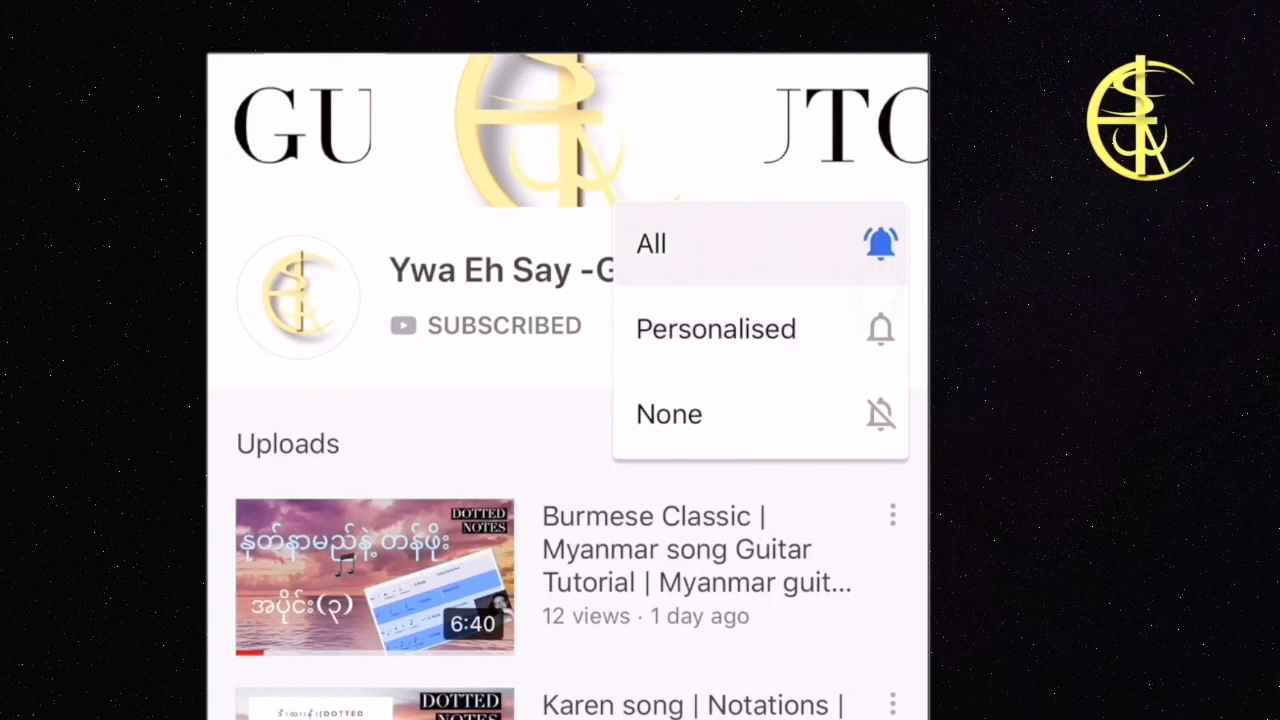 GU
JTO
Ywa Eh Say -G
SUBSCRIBED
All
Personalised
None
Uploads
DOTTED
NOTES
နုတ်နာမည်နဲ့ တန်ဖိုး
အပိုင်း(၃)
6:40
Burmese Classic |
Myanmar song Guitar
Tutorial | Myanmar guit...
12 views · 1 day ago
DOTTED
NOTES
Karen song | Notations |